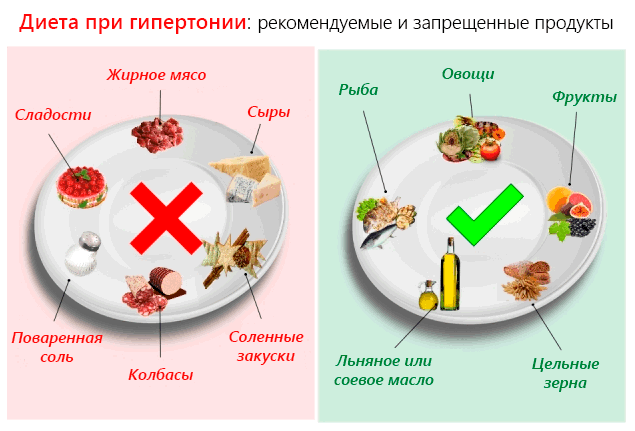 Диета при гипертонии: рекомендуемые и запрещенные продукты
Жирное мясо
Сладости
Сыры
Поваренная
соль
Колбасы
Соленные
закуски
Овощи
Рыба
Фрукты
Льняное или
соевое масло
Цельные
зерна